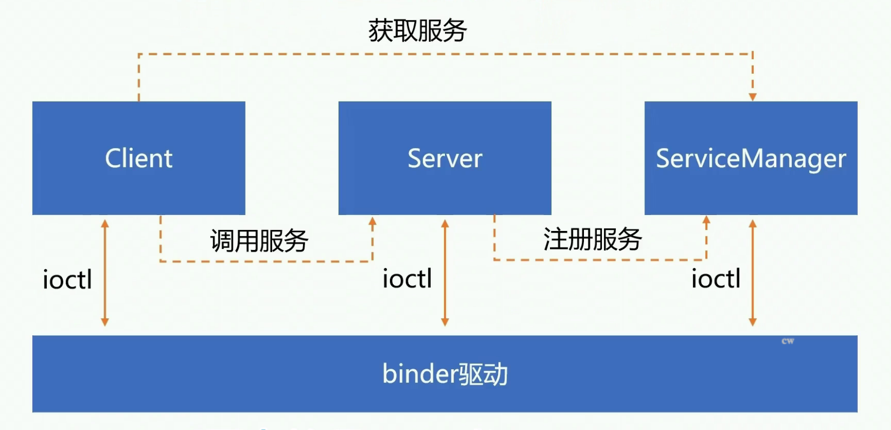 获取服务
Client
Server
ServiceManager
调用服务
注册服务
ioctl
ioctl
ioctl
cw
binder驱动